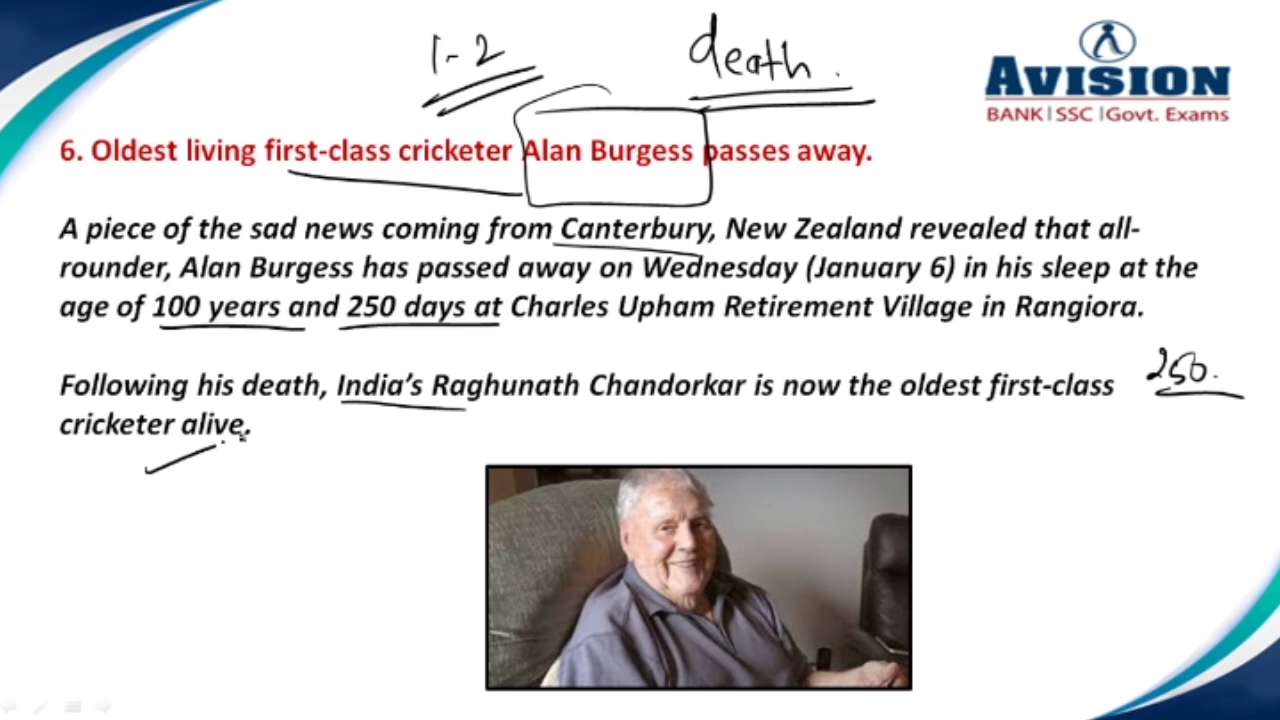 1-2
death.
AVISION
BANK|SSC|Govt. Exams
6. Oldest living first-class cricketer Alan Burgess passes away.
A piece of the sad news coming from Canterbury, New Zealand revealed that all-
rounder, Alan Burgess has passed away on Wednesday (January 6) in his sleep at the
age of 100 years and 250 days at Charles Upham Retirement Village in Rangiora.
Following his death, India's Raghunath Chandorkar is now the oldest first-class
cricketer alive.
250.